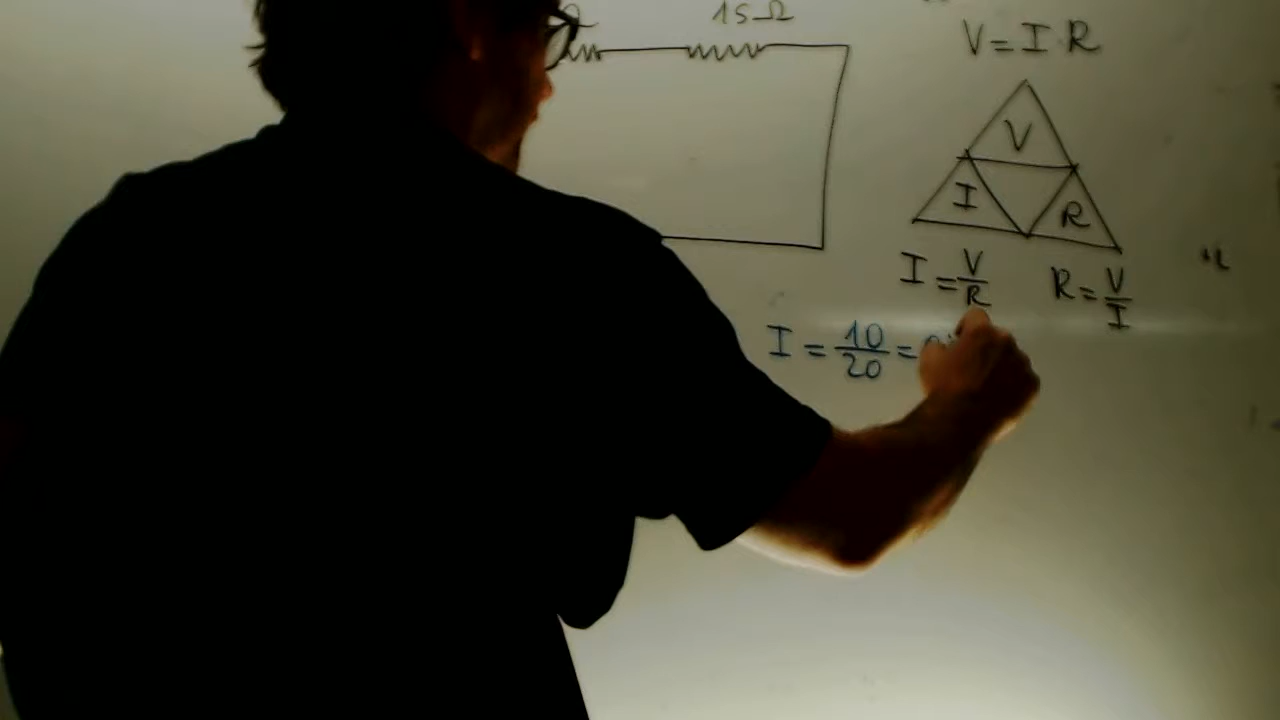 15Ω
V=I·R
V
I
R
I=V/R
R=V/I
I=10/20=